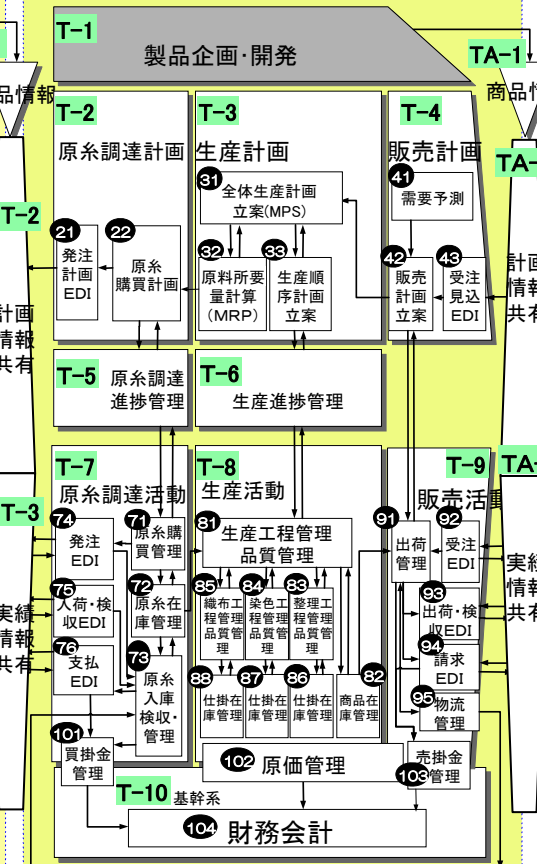 T-1
製品企画・開発
TA-1
品情報
商品情
T-2
原糸調達計画
T-3
生産計画
T-4
販売計画
TA-
T-2
31
全体生産計画
立案(MPS)
41
需要予測
21
発注
計画
EDI
22
原糸
購買計画
32
原料所要
量計算
(MRP)
33
生産順
序計画
立案
42
販売
計画
立案
43
受注
見込
EDI
計画
情報
共有
計画
情報
共有
T-5
原糸調達
進捗管理
T-6
生産進捗管理
T-7
原糸調達活動
T-8
生産活動
T-9
販売活動
TA-
T-3
74
発注
EDI
71
原糸購
買管理
81
生産工程管理
品質管理
91
出荷
管理
92
受注
EDI
75
入荷・検
収EDI
72
原糸在
庫管理
85
織布工
程管理
品質管
理
84
染色工
程管理
品質管
理
83
整理工
程管理
品質管
理
93
出荷・検
収EDI
実績
情報
共有
実績
情報
共有
76
支払
EDI
73
原糸
入庫
検収・
管理
88
仕掛在
庫管理
87
仕掛在
庫管理
86
仕掛在
庫管理
82
商品在
庫管理
94
請求
EDI
95
物流
管理
101
買掛金
管理
102
原価管理
103
売掛金
管理
T-10
基幹系
104
財務会計